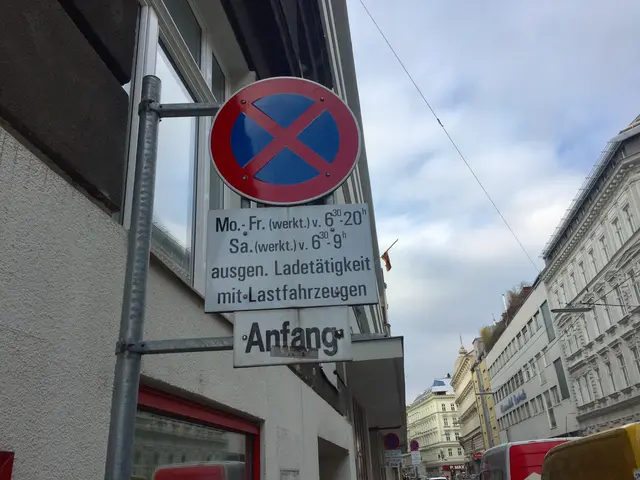 Mo.-Fr. (werkt.) v. 6³⁰-20ʰ
Sa. (werkt.) v. 6³⁰-9ʰ
ausgen. Ladetätigkeit
mit Lastfahrzeugen
Anfang